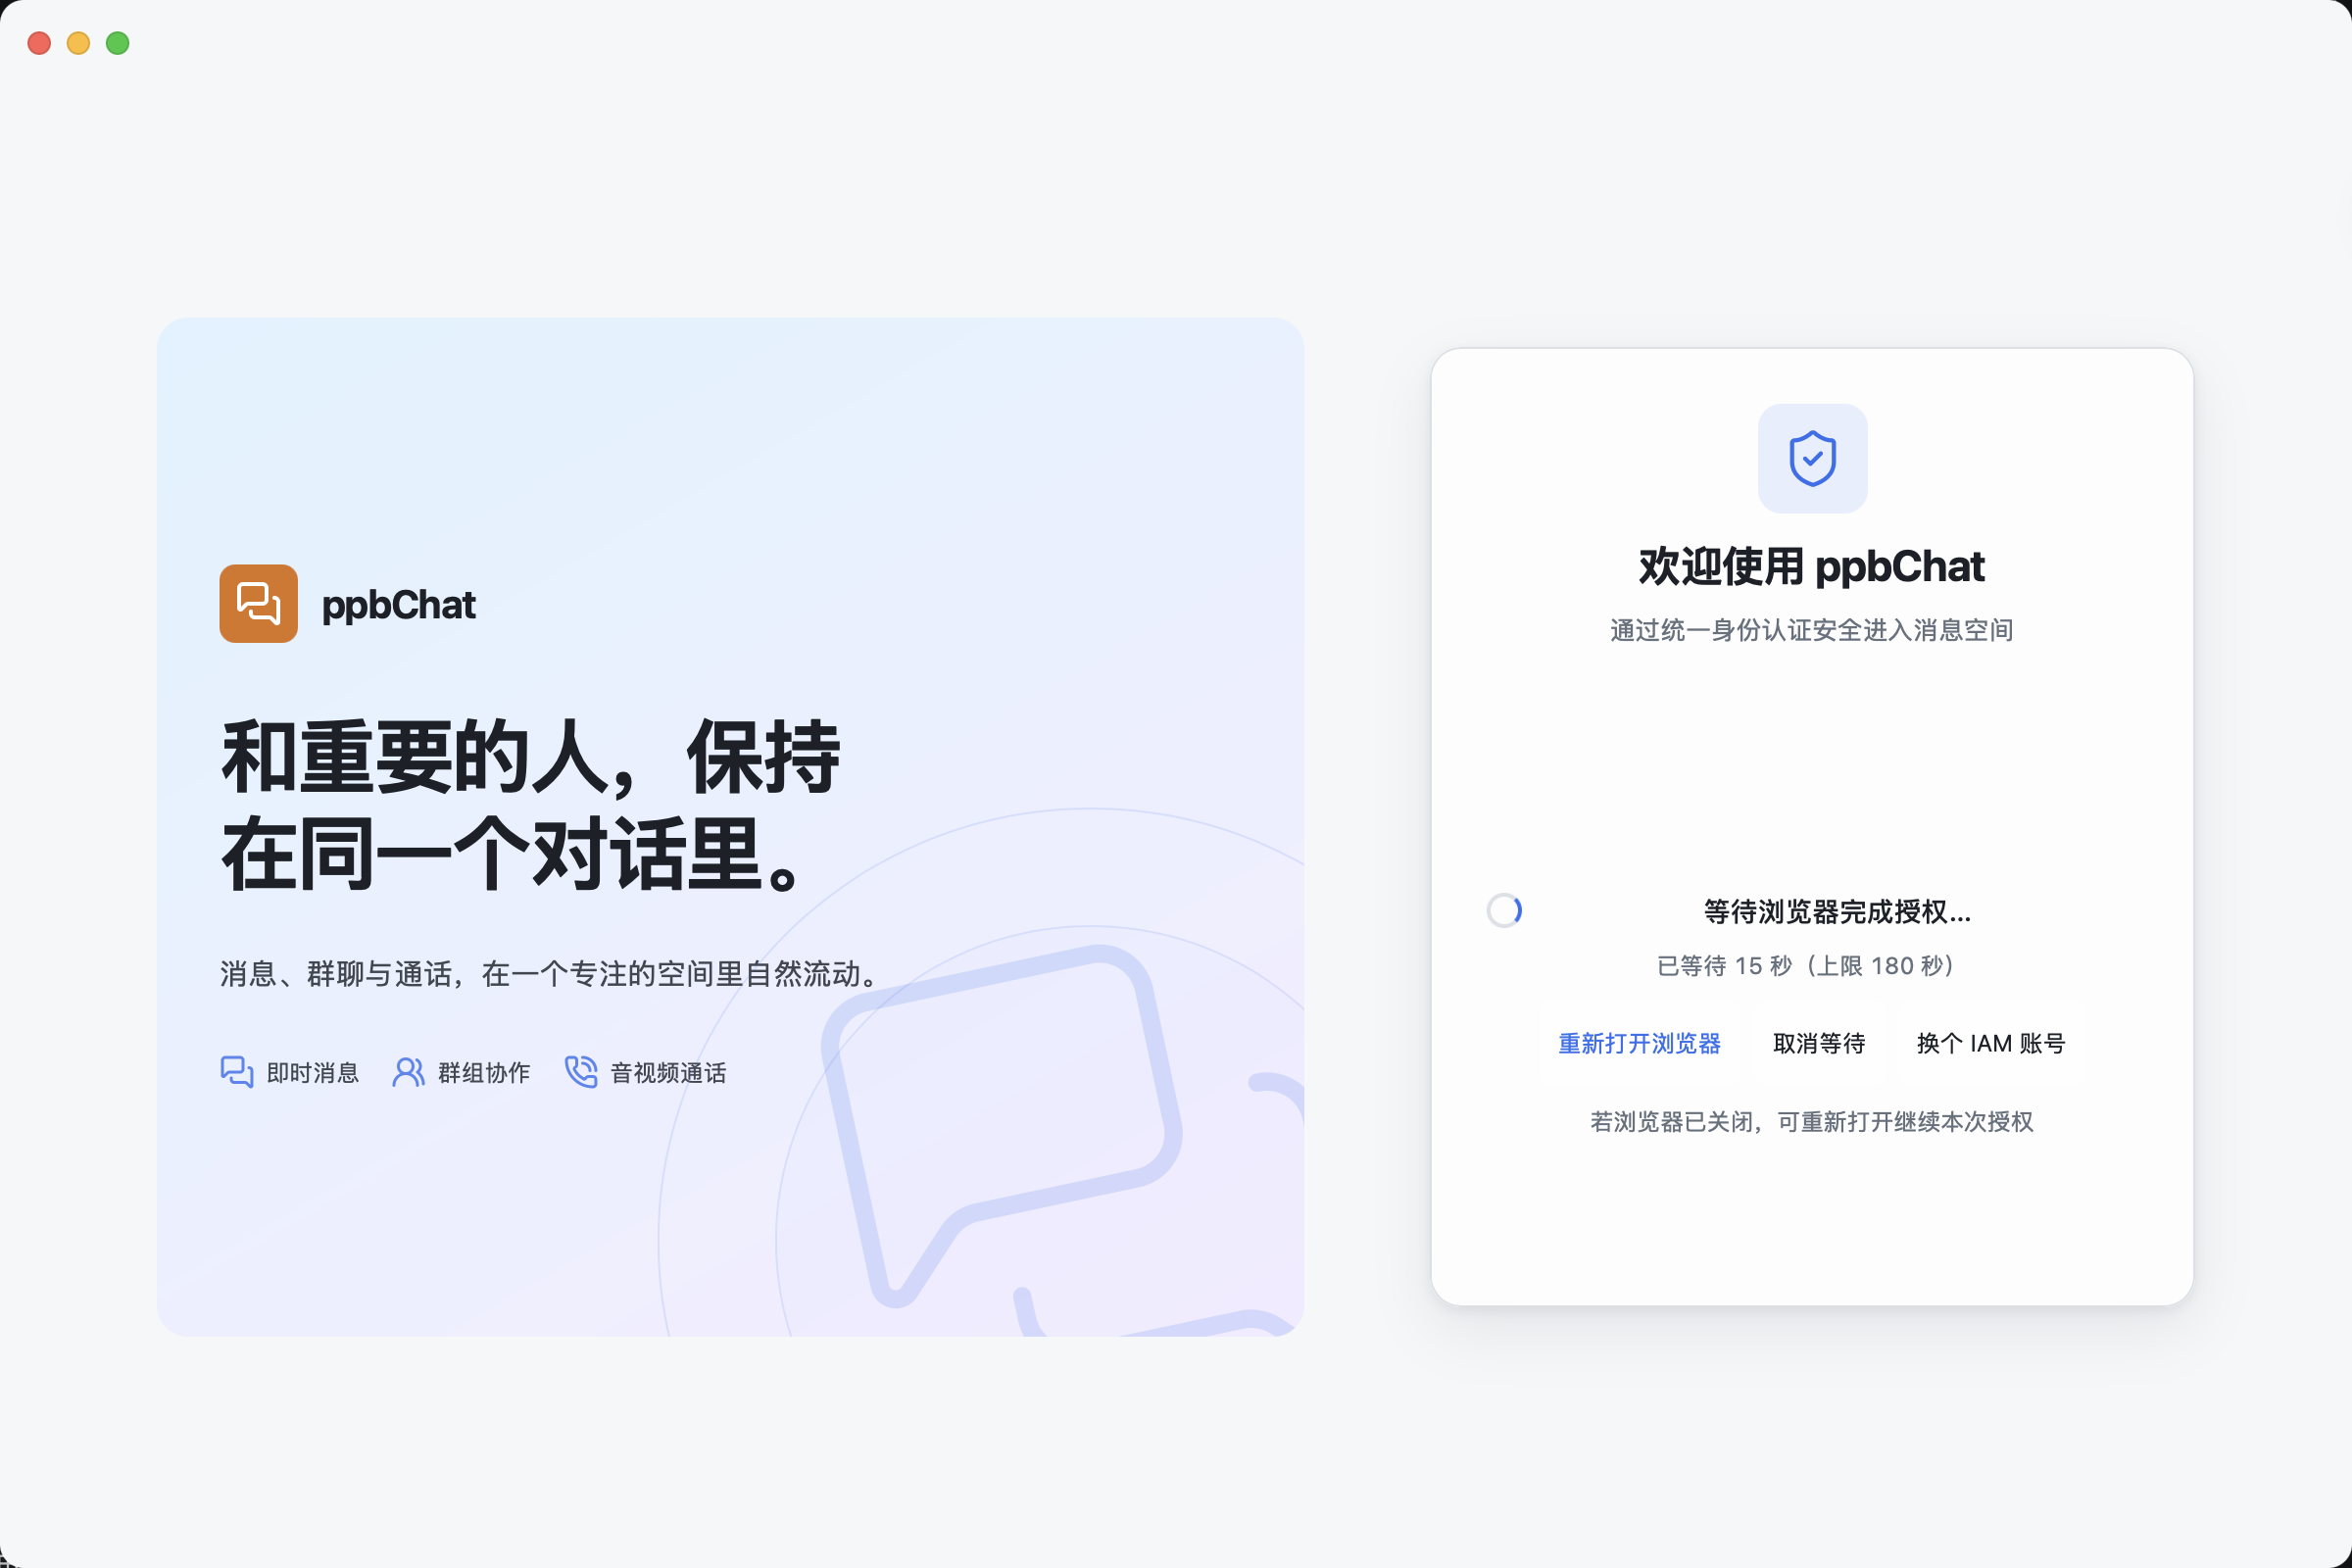 ppbChat
和重要的人，保持
在同一个对话里。
消息、群聊与通话，在一个专注的空间里自然流动。
即时消息 群组协作 音视频通话
欢迎使用 ppbChat
通过统一身份认证安全进入消息空间
等待浏览器完成授权...
已等待 15 秒（上限 180 秒）
重新打开浏览器 取消等待 换个 IAM 账号
若浏览器已关闭，可重新打开继续本次授权